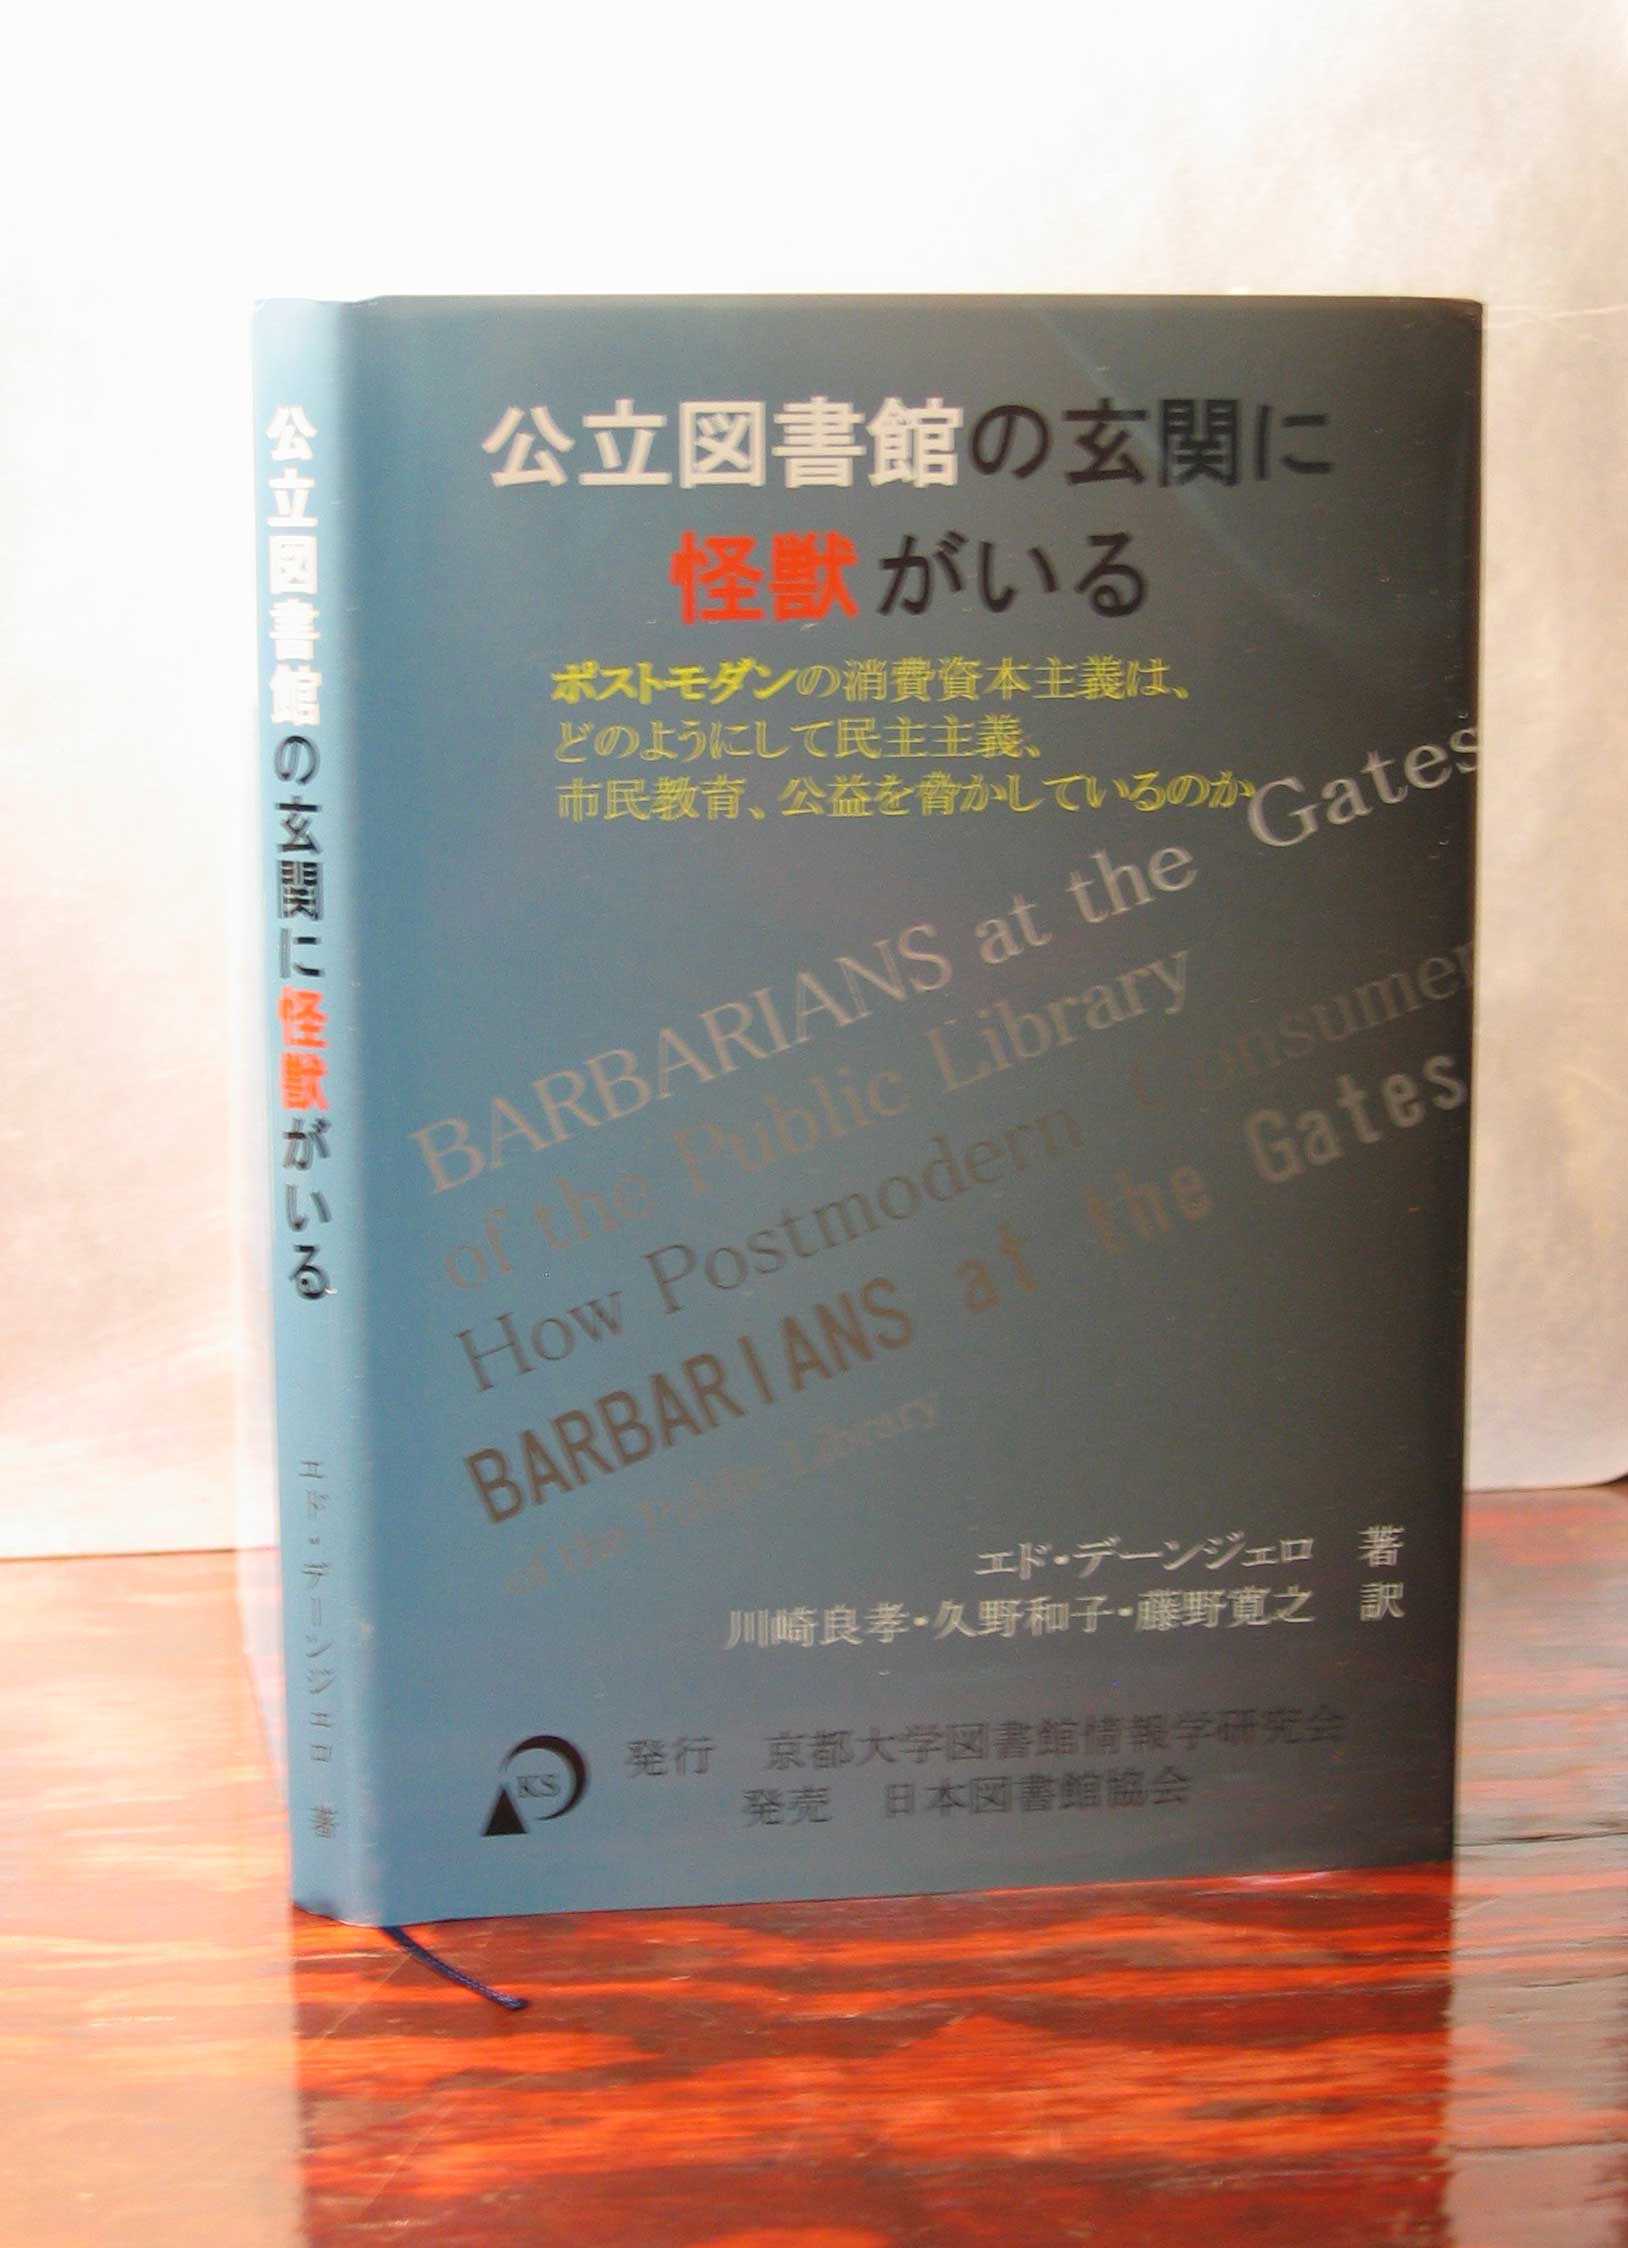 公立図書館の玄関に怪獣がいる
エド・デーンジェロ 著
公立図書館の玄関に
怪獣がいる
ポストモダンの消費資本主義は、
どのようにして民主主義、
市民教育、公益を脅かしているのか
BARBARIANS at the Gates
of the Public Library
How Postmodern Consumer
BARBARIANS at the Gates
of the Public Library
エド・デーンジェロ 著
川崎良孝・久野和子・藤野寛之 訳
KS
発行 京都大学図書館情報学研究会
発売 日本図書館協会